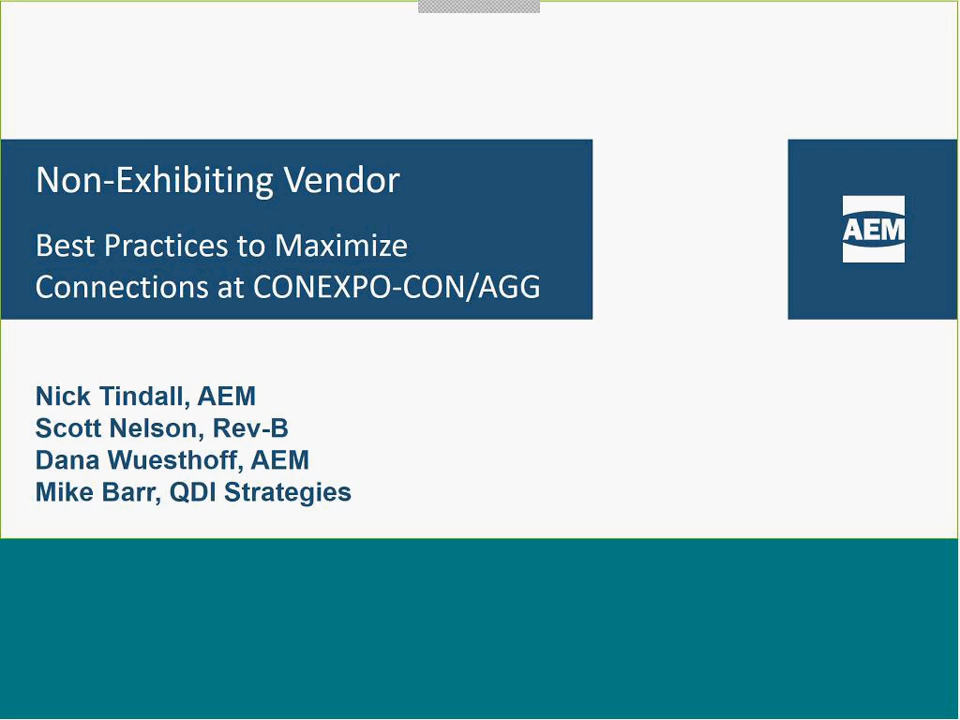 Non-Exhibiting Vendor
Best Practices to Maximize
Connections at CONEXPO-CON/AGG
AEM
Nick Tindall, AEM
Scott Nelson, Rev-B
Dana Wuesthoff, AEM
Mike Barr, QDI Strategies